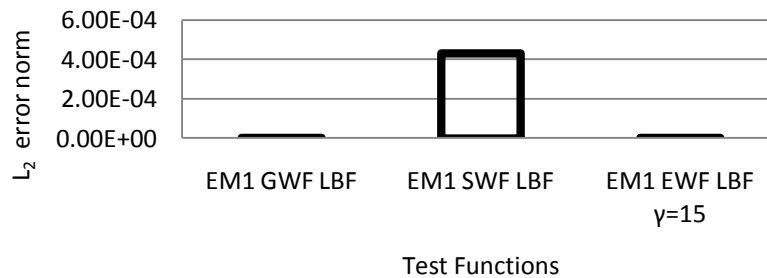 6.00E-04
4.00E-04
2.00E-04
0.00E+00
L2 error norm
EM1 GWF LBF
EM1 SWF LBF
EM1 EWF LBF
γ=15
Test Functions